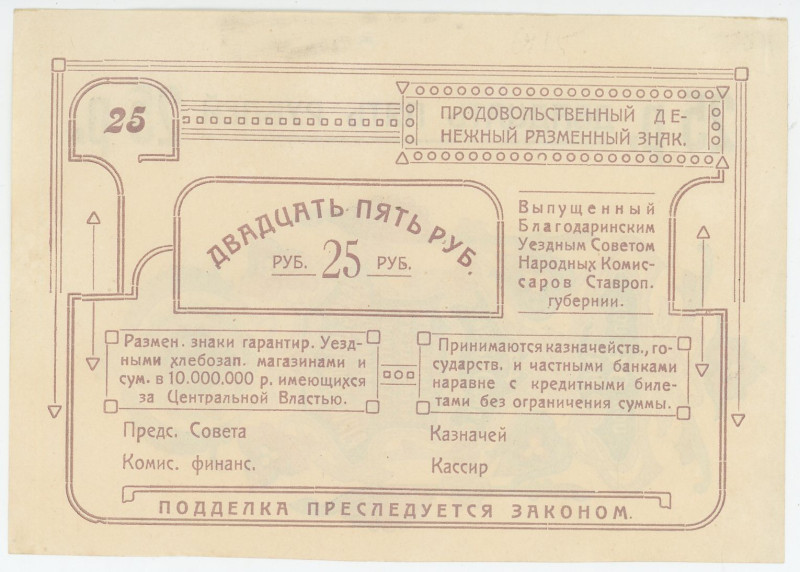 25
ПРОДОВОЛЬСТВЕННЫЙ ДЕ-
НЕЖНЫЙ РАЗМЕННЫЙ ЗНАК.
ДВАДЦАТЬ ПЯТЬ РУБ.
РУБ. 25 РУБ.
Выпущенный
Благодаринским
Уездным Советом
Народных Комис-
саров Ставроп.
губернии.
Размен. знаки гарантир. Уезд-
ными хлебозап. магазинами и
сум. в 10.000.000 р. имеющихся
за Центральной Властью.
Принимаются казначейств., го-
сударств. и частными банками
наравне с кредитными биле-
тами без ограничения суммы.
Предс. Совета
Казначей
Комис. финанс.
Кассир
ПОДДЕЛКА ПРЕСЛЕДУЕТСЯ ЗАКОНОМ.